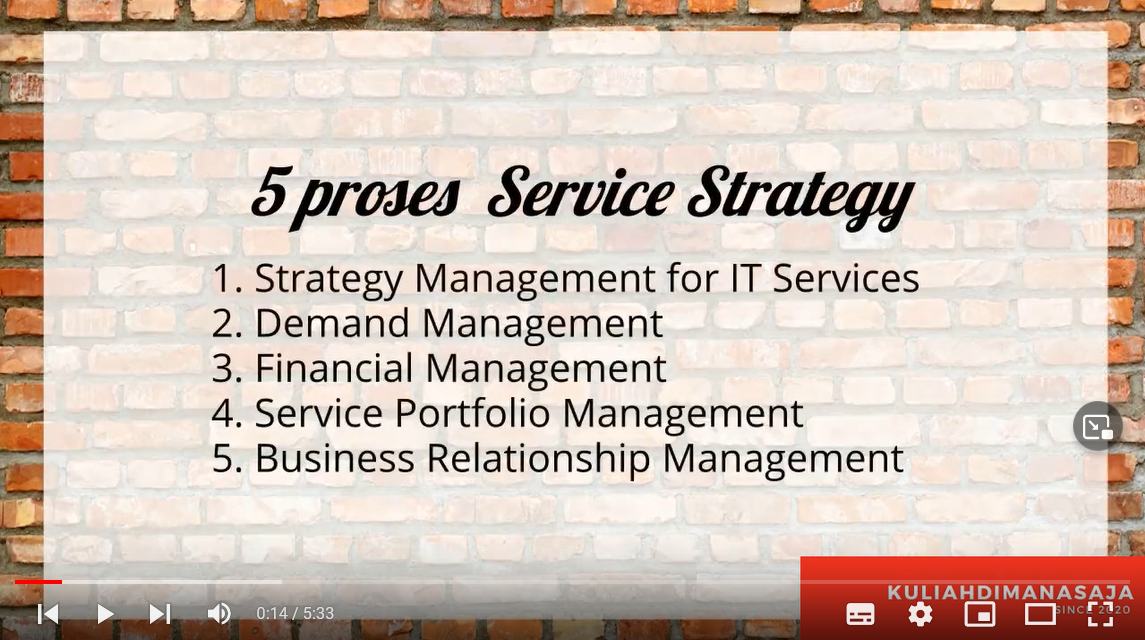 5 proses Service Strategy
1. Strategy Management for IT Services
2. Demand Management
3. Financial Management
4. Service Portfolio Management
5. Business Relationship Management
KULIAHDIMANASAJA
SINCE 2020
0:14 / 5:33